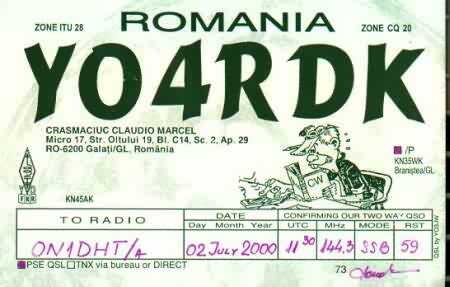 ROMANIA
ZONE ITU 28
ZONE CQ 20
YO4RDK
CRASMACIUC CLAUDIO MARCEL
Micro 17, Str. Oltului 19, Bl. C14, Sc. 2, Ap. 29
RO-6200 Galaţi/GL, România
/P
KN35WK
Braniştea/GL
CW
FRR
KN45AK
TO RADIO
DATE
Day Month Year
CONFIRMING OUR TWO WAY QSO
UTC MHz MODE RST
ON1DHT/A
02 JULY 2000
11 30
144,3
SSB
59
PSE QSL TNX via bureau or DIRECT
73